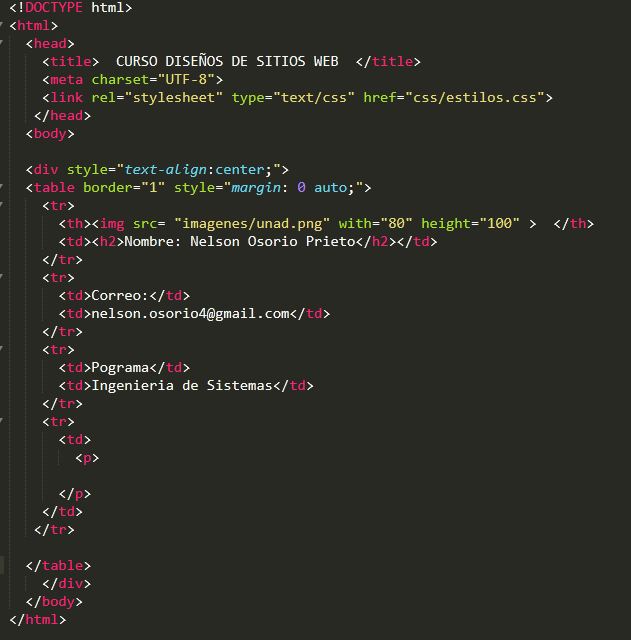 <!DOCTYPE html>
<html>
<head>
<title>  CURSO DISEÑOS DE SITIOS WEB  </title>
<meta charset="UTF-8">
<link rel="stylesheet" type="text/css" href="css/estilos.css">
</head>
<body>
<div style="text-align:center;">
<table border="1" style="margin: 0 auto;">
<tr>
<th><img src= "imagenes/unad.png" with="80" height="100" >  </th>
<td><h2>Nombre: Nelson Osorio Prieto</h2></td>
</tr>
<tr>
<td>Correo:</td>
<td>nelson.osorio4@gmail.com</td>
</tr>
<tr>
<td>Pograma</td>
<td>Ingenieria de Sistemas</td>
</tr>
<tr>
<td>
<p>
</p>
</td>
</tr>
</table>
</div>
</body>
</html>